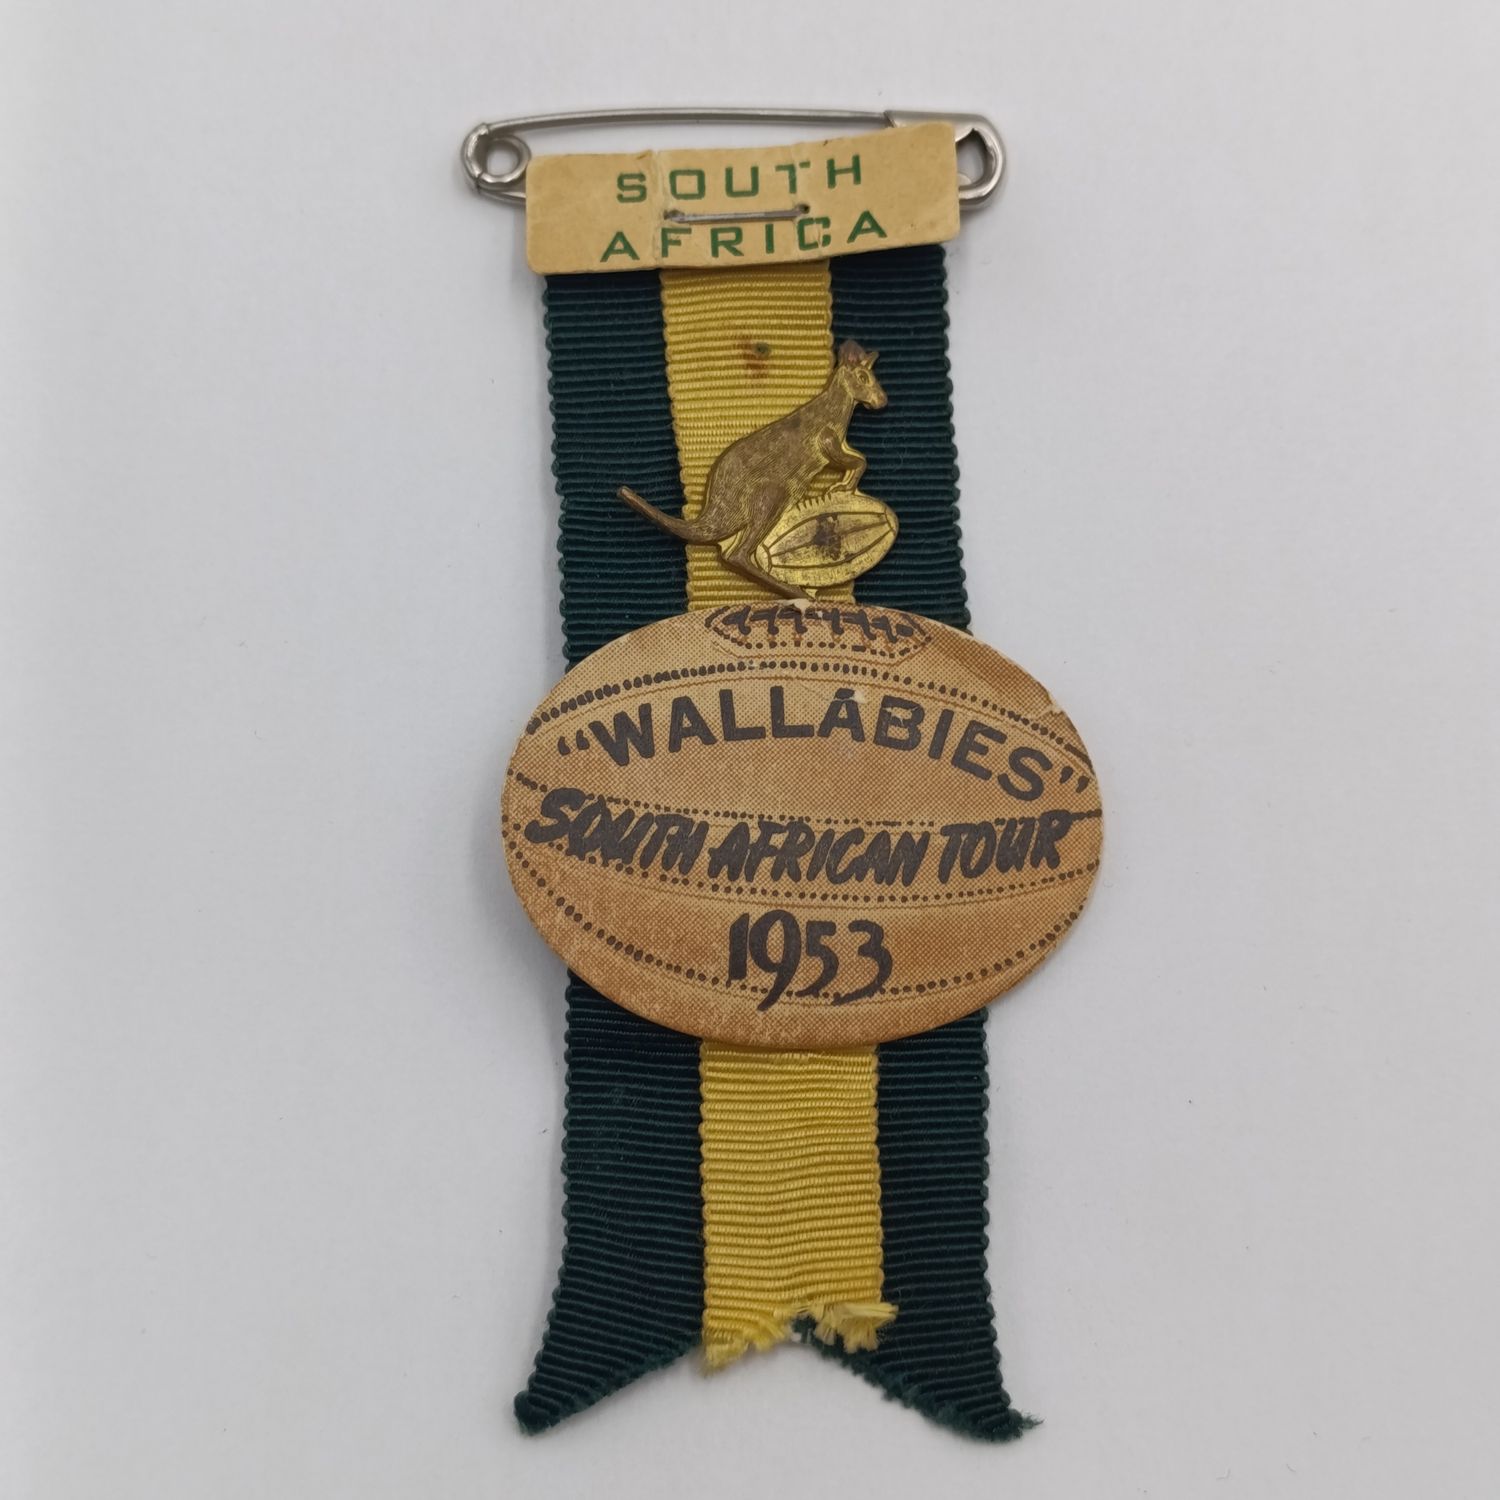 SOUTH
AFRICA
“WALLABIES”
SOUTH AFRICAN TOUR
1953